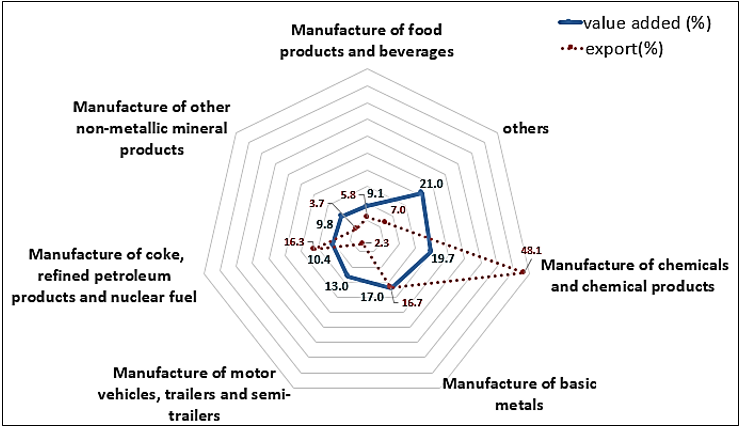 value added (%)
export(%)
Manufacture of food
products and beverages
Manufacture of other
non-metallic mineral
products
others
5.8
9.1
21.0
3.7
7.0
9.8
16.3
2.3
48.1
10.4
19.7
Manufacture of coke,
refined petroleum
products and nuclear fuel
Manufacture of chemicals
and chemical products
13.0
17.0
16.7
Manufacture of motor
vehicles, trailers and semi-
trailers
Manufacture of basic
metals